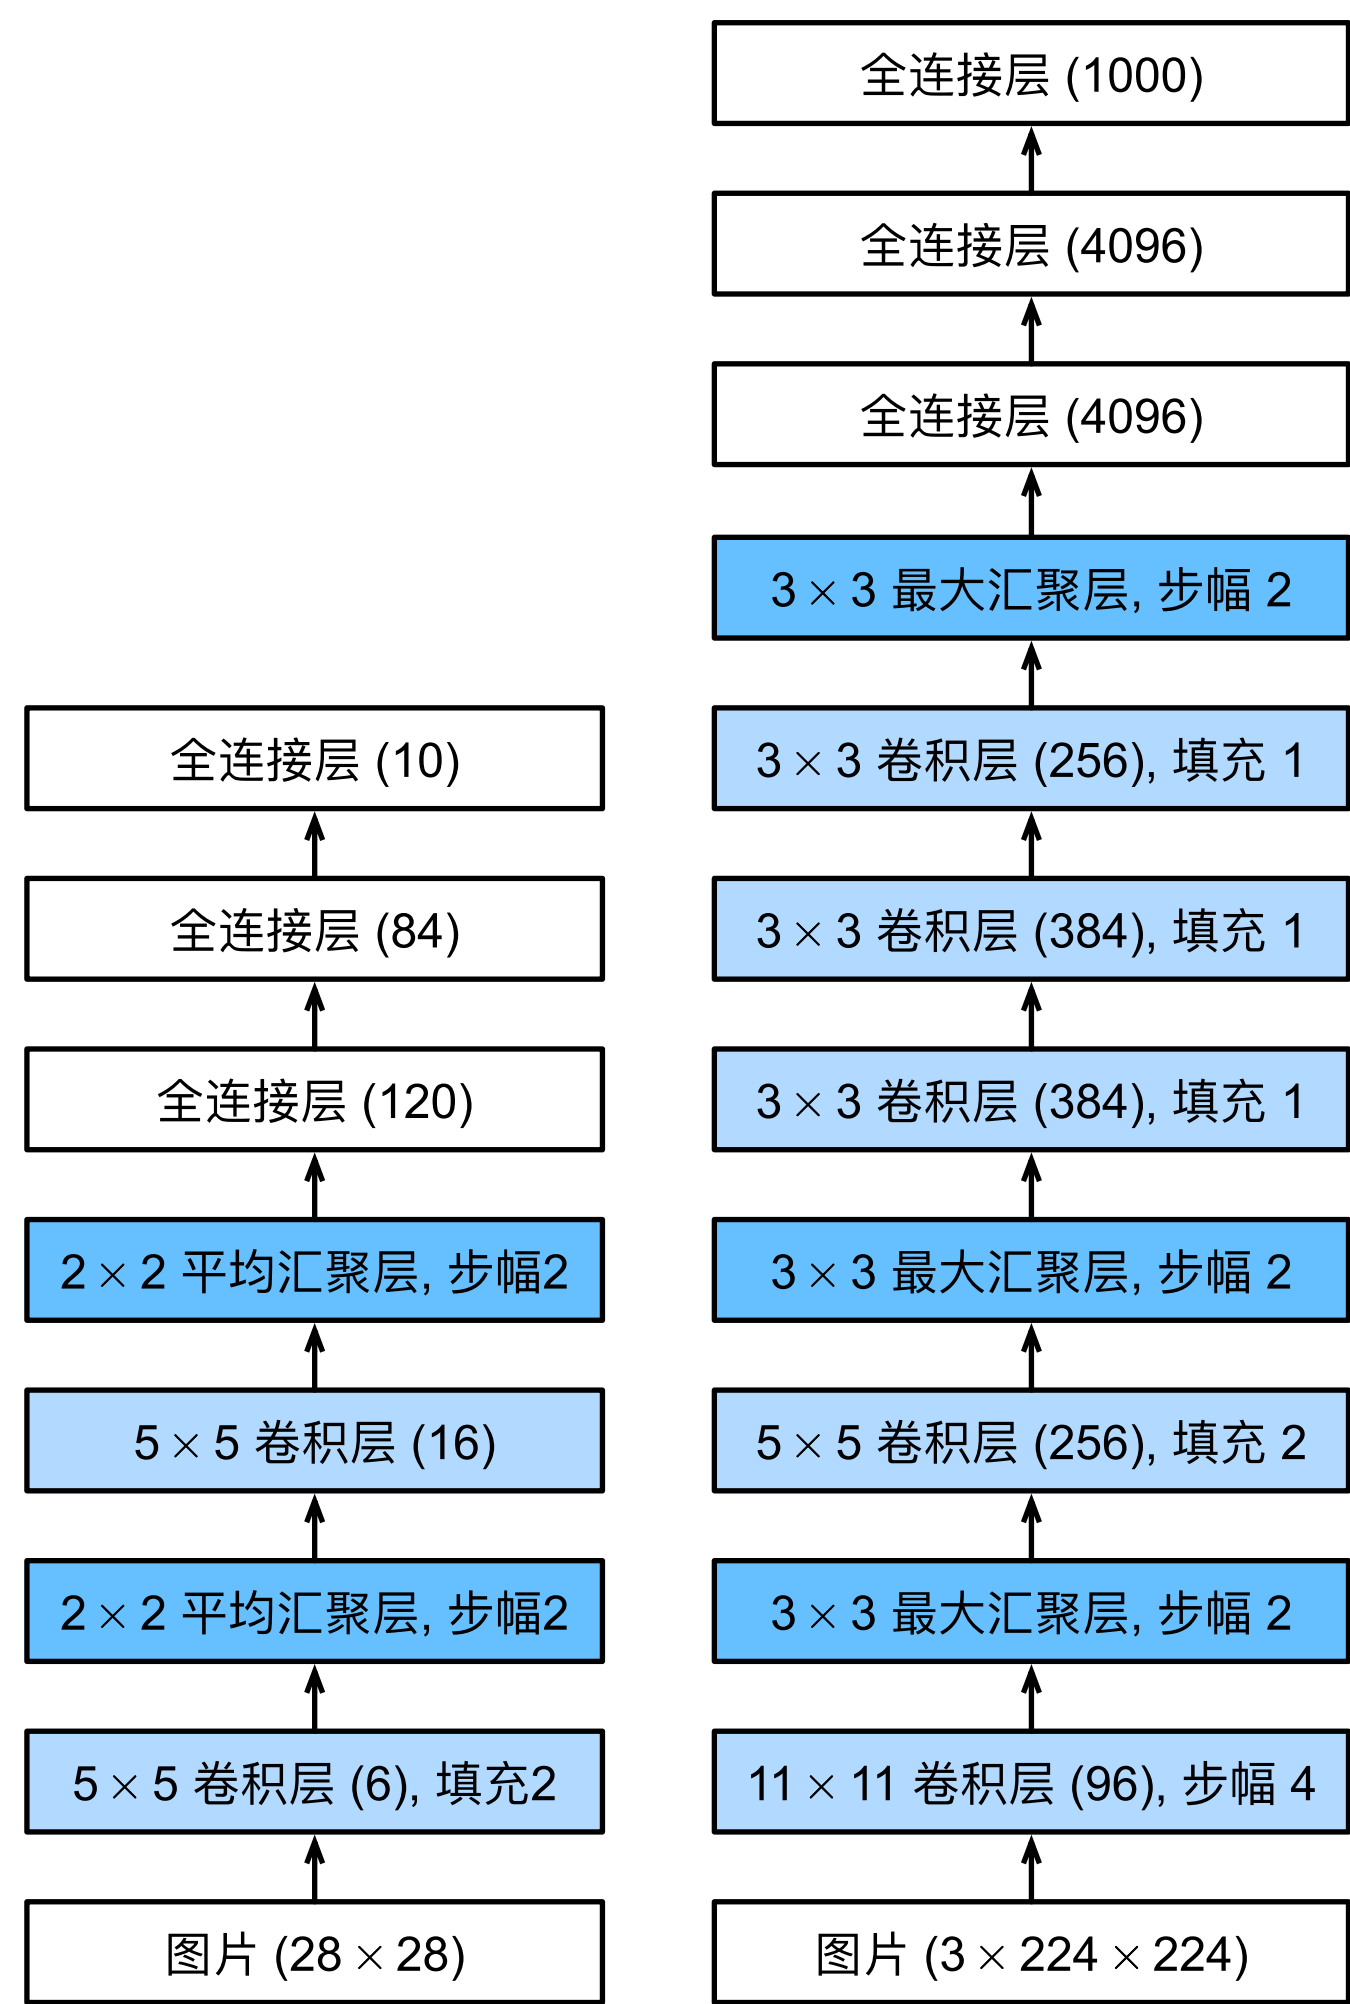 全连接层 (10)
全连接层 (84)
全连接层 (120)
2 × 2 平均汇聚层, 步幅2
5 × 5 卷积层 (16)
2 × 2 平均汇聚层, 步幅2
5 × 5 卷积层 (6), 填充2
图片 (28 × 28)
全连接层 (1000)
全连接层 (4096)
全连接层 (4096)
3 × 3 最大汇聚层, 步幅 2
3 × 3 卷积层 (256), 填充 1
3 × 3 卷积层 (384), 填充 1
3 × 3 卷积层 (384), 填充 1
3 × 3 最大汇聚层, 步幅 2
5 × 5 卷积层 (256), 填充 2
3 × 3 最大汇聚层, 步幅 2
11 × 11 卷积层 (96), 步幅 4
图片 (3 × 224 × 224)